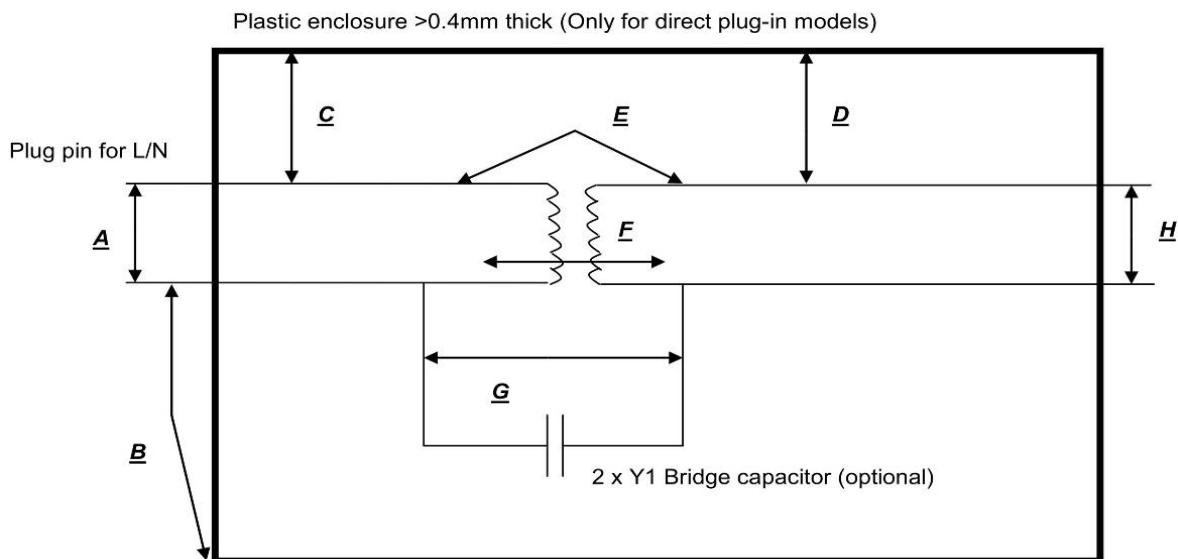 Plastic enclosure >0.4mm thick (Only for direct plug-in models)
C
E
D
Plug pin for L/N
A
F
H
G
B
2 x Y1 Bridge capacitor (optional)